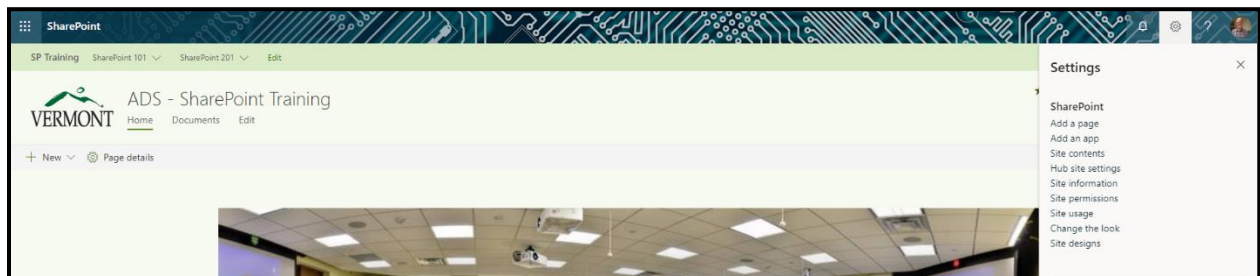 SharePoint
SP Training SharePoint 101 SharePoint 201 Edit
Settings
VERMONT
ADS - SharePoint Training
Home Documents Edit
New Page details
SharePoint
Add a page
Add an app
Site contents
Hub site settings
Site information
Site permissions
Site usage
Change the look
Site designs